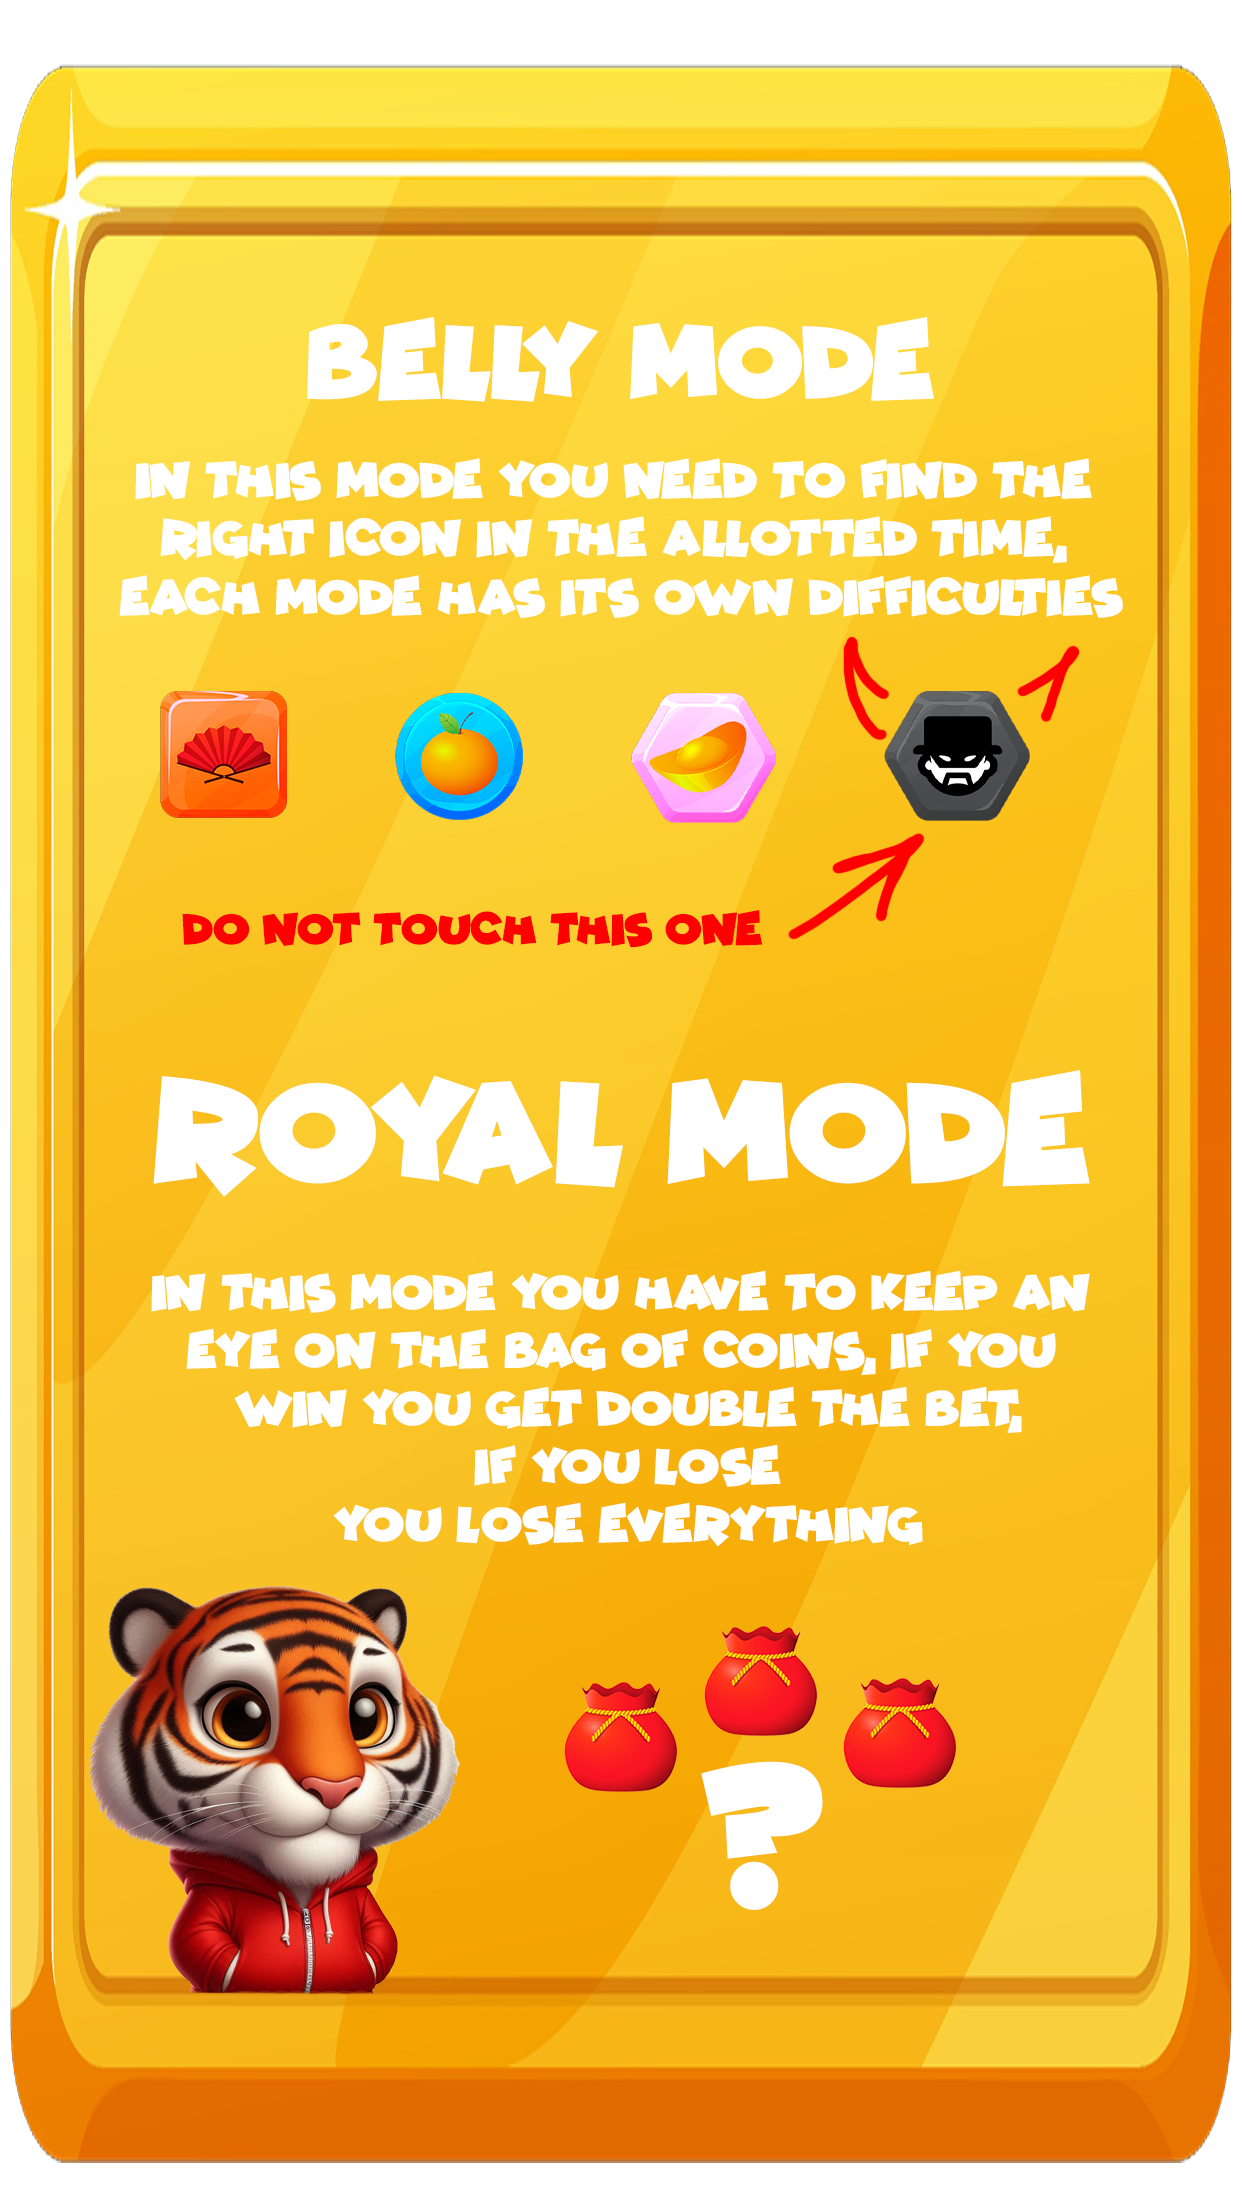 BELLY MODE
IN THIS MODE YOU NEED TO FIND THE
RIGHT ICON IN THE ALLOTTED TIME,
EACH MODE HAS ITS OWN DIFFICULTIES
DO NOT TOUCH THIS ONE
ROYAL MODE
IN THIS MODE YOU HAVE TO KEEP AN
EYE ON THE BAG OF COINS, IF YOU
WIN YOU GET DOUBLE THE BET,
IF YOU LOSE
YOU LOSE EVERYTHING
?